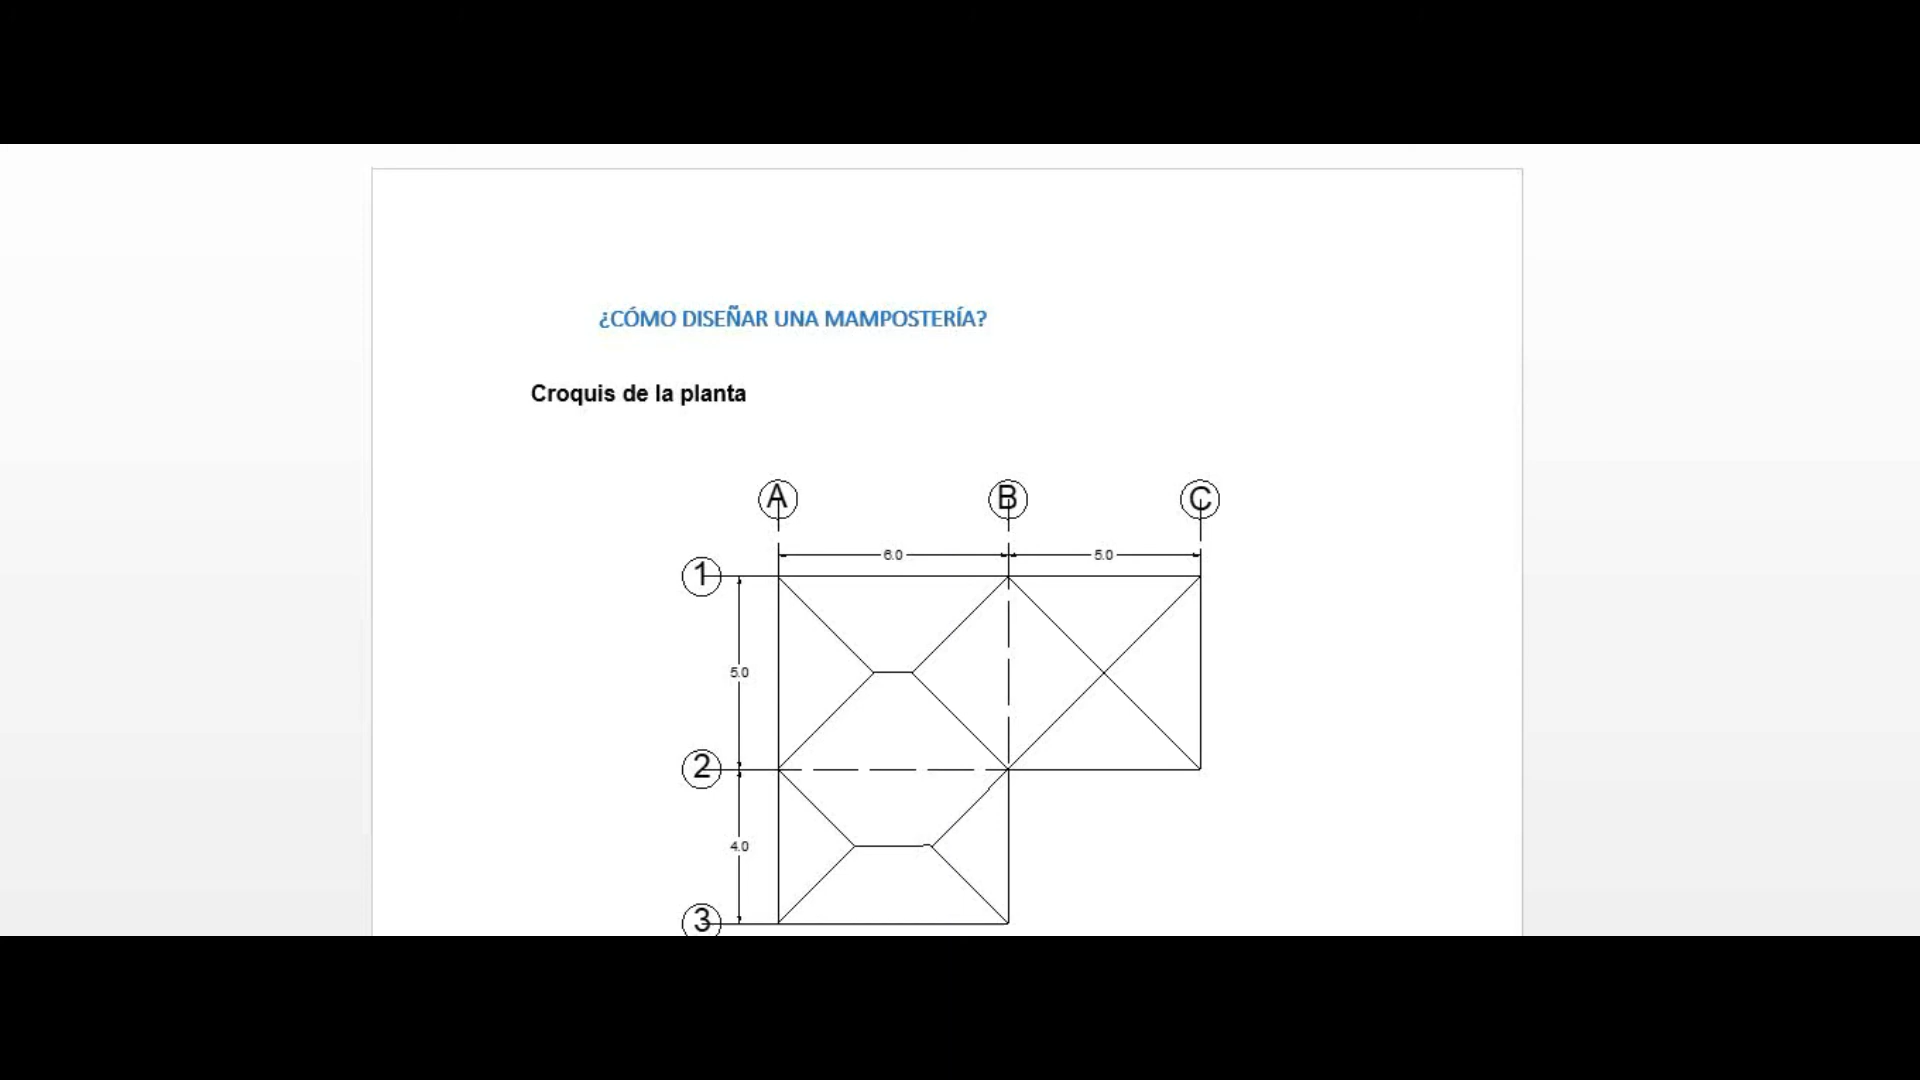 ¿CÓMO DISEÑAR UNA MAMPOSTERÍA?
Croquis de la planta
A B C
6.0 5.0
1
5.0
2
4.0
3